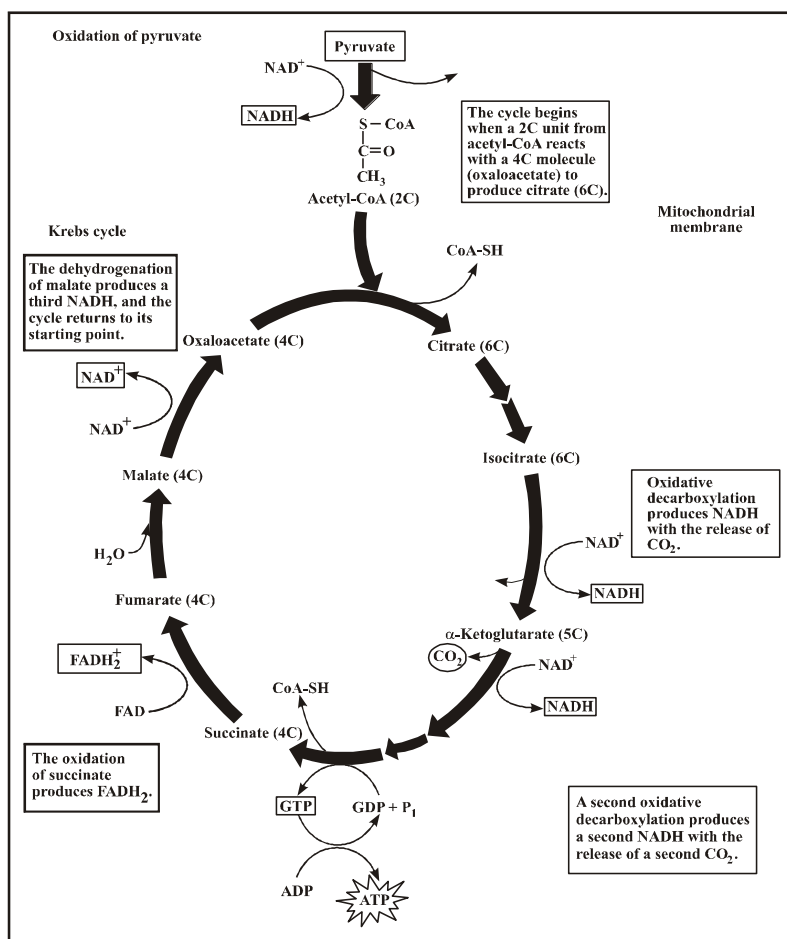 Oxidation of pyruvate
Pyruvate
NAD⁺
NADH
S – CoA
C = O
CH₃
Acetyl-CoA (2C)
The cycle begins
when a 2C unit from
acetyl-CoA reacts
with a 4C molecule
(oxaloacetate) to
produce citrate (6C).
Mitochondrial
membrane
Krebs cycle
The dehydrogenation
of malate produces a
third NADH, and the
cycle returns to its
starting point.
CoA-SH
Oxaloacetate (4C)
Citrate (6C)
NAD⁺
NAD⁺
Isocitrate (6C)
Malate (4C)
Oxidative
decarboxylation
produces NADH
with the release of
CO₂.
NAD⁺
NADH
H₂O
Fumarate (4C)
α-Ketoglutarate (5C)
CO₂
NAD⁺
NADH
FADH₂⁺
FAD
CoA-SH
Succinate (4C)
The oxidation
of succinate
produces FADH₂.
GTP
GDP + P₁
ADP
ATP
A second oxidative
decarboxylation produces
a second NADH with the
release of a second CO₂.